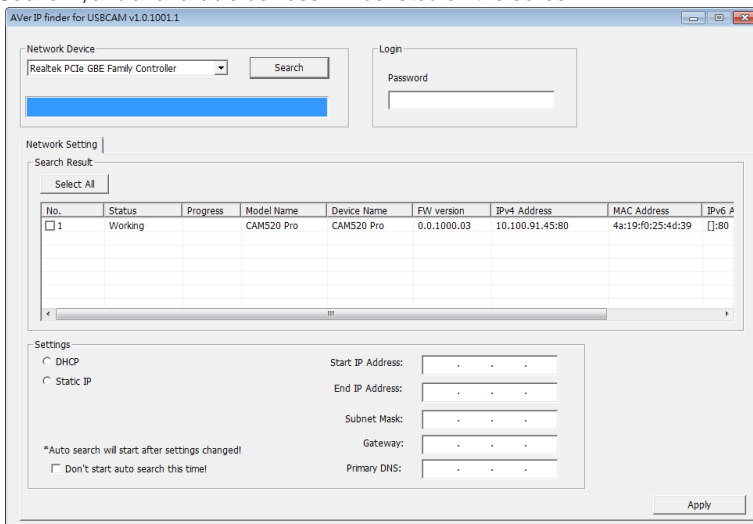 AVer IP finder for USBCAM v1.0.1001.1
Network Device
Realtek PCIe GBE Family Controller
Search
Login
Password
Network Setting
Search Result
Select All
No. Status Progress Model Name Device Name FW version IPv4 Address MAC Address IPv6 A
1 Working CAM520 Pro CAM520 Pro 0.0.1000.03 10.100.91.45:80 4a:19:f0:25:4d:39 []:80
Settings
DHCP
Static IP
Start IP Address: . . .
End IP Address: . . .
Subnet Mask: . . .
Gateway: . . .
*Auto search will start after settings changed!
Don't start auto search this time!
Primary DNS: . . .
Apply